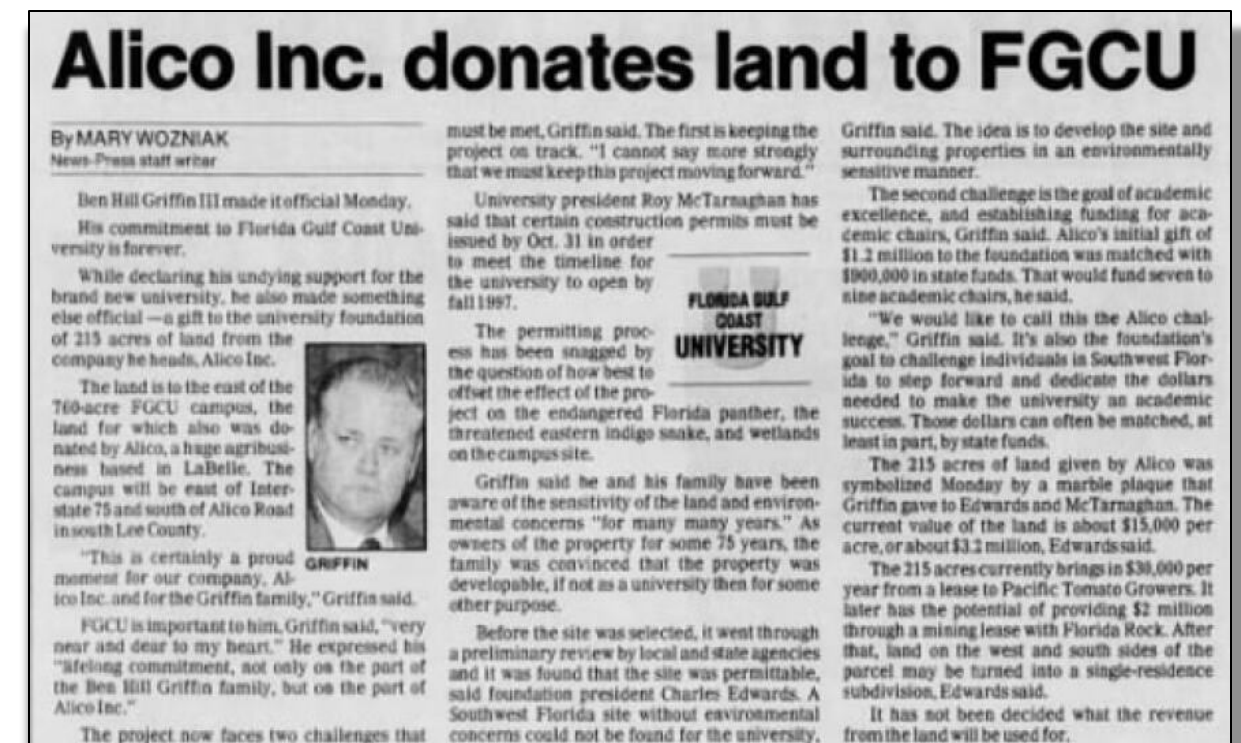 Alico Inc. donates land to FGCU
By MARY WOZNIAK
News-Press staff writer
Ben Hill Griffin III made it official Monday.
His commitment to Florida Gulf Coast Uni-
versity is forever.
While declaring his undying support for the
brand new university, he also made something
else official — a gift to the university foundation
of 215 acres of land from the
company he heads, Alico Inc.
The land is to the east of the
760-acre FGCU campus, the
land for which also was do-
nated by Alico, a huge agribusi-
ness based in LaBelle. The
campus will be east of Inter-
state 75 and south of Alico Road
in south Lee County.
"This is certainly a proud
moment for our company, Al-
ico Inc. and for the Griffin family," Griffin said.
FGCU is important to him, Griffin said, "very
near and dear to my heart." He expressed his
"lifelong commitment, not only on the part of
the Ben Hill Griffin family, but on the part of
Alico Inc."
The project now faces two challenges that
GRIFFIN
must be met, Griffin said. The first is keeping the
project on track. "I cannot say more strongly
that we must keep this project moving forward."
University president Roy McTarnaghan has
said that certain construction permits must be
issued by Oct. 31 in order
to meet the timeline for
the university to open by
fall 1997.
The permitting proc-
ess has been snagged by
the question of how best to
offset the effect of the pro-
ject on the endangered Florida panther, the
threatened eastern indigo snake, and wetlands
on the campus site.
Griffin said he and his family have been
aware of the sensitivity of the land and environ-
mental concerns "for many many years." As
owners of the property for some 75 years, the
family was convinced that the property was
developable, if not as a university then for some
other purpose.
Before the site was selected, it went through
a preliminary review by local and state agencies
and it was found that the site was permittable,
said foundation president Charles Edwards. A
Southwest Florida site without environmental
concerns could not be found for the university,
FLORIDA GULF
COAST
UNIVERSITY
Griffin said. The idea is to develop the site and
surrounding properties in an environmentally
sensitive manner.
The second challenge is the goal of academic
excellence, and establishing funding for aca-
demic chairs, Griffin said. Alico's initial gift of
$1.2 million to the foundation was matched with
$900,000 in state funds. That would fund seven to
nine academic chairs, he said.
"We would like to call this the Alico chal-
lenge," Griffin said. It's also the foundation's
goal to challenge individuals in Southwest Flor-
ida to step forward and dedicate the dollars
needed to make the university an academic
success. Those dollars can often be matched, at
least in part, by state funds.
The 215 acres of land given by Alico was
symbolized Monday by a marble plaque that
Griffin gave to Edwards and McTarnaghan. The
current value of the land is about $15,000 per
acre, or about $3.2 million, Edwards said.
The 215 acres currently brings in $30,000 per
year from a lease to Pacific Tomato Growers. It
later has the potential of providing $2 million
through a mining lease with Florida Rock. After
that, land on the west and south sides of the
parcel may be turned into a single-residence
subdivision, Edwards said.
It has not been decided what the revenue
from the land will be used for.